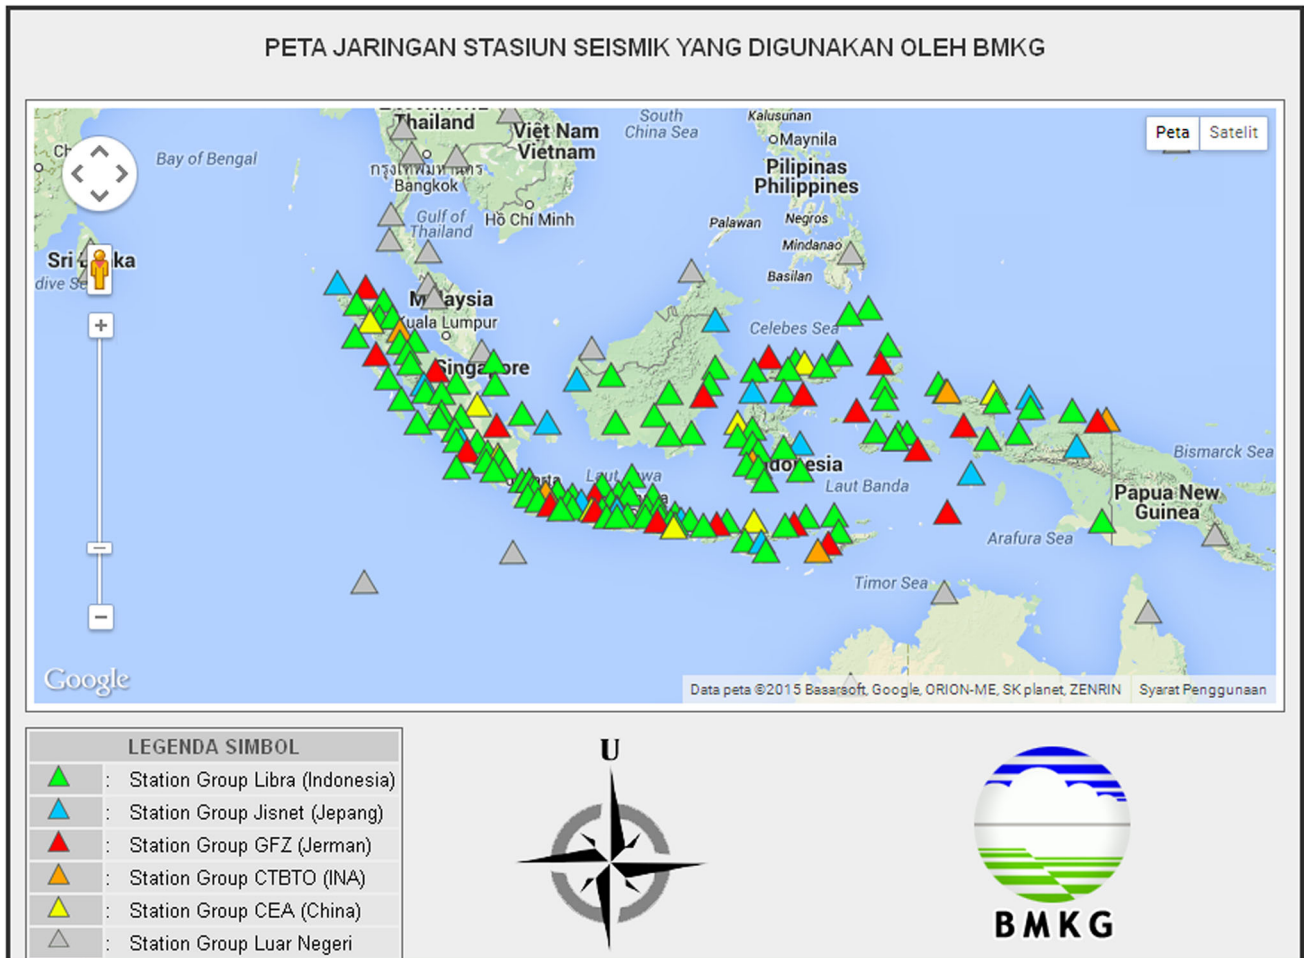 PETA JARINGAN STASIUN SEISMIK YANG DIGUNAKAN OLEH BMKG
Thailand
Việt Nam
Vietnam
South
China Sea
Kalusunan
Maynila
Peta
Satelit
Bay of Bengal
Bangkok
Pilipinas
Philippines
Gulf of
Thailand
Hồ Chí Minh
Palawan
Negros
Mindanao
Basilan
Sri
Malaysia
Kuala Lumpur
Celebes Sea
Singapore
Indonesia
Laut Banda
Bismarck Sea
Papua New
Guinea
Arafura Sea
Timor Sea
Google
Data peta ©2015 Basarsoft, Google, ORION-ME, SK planet, ZENRIN
Syarat Penggunaan
LEGENDA SIMBOL
: Station Group Libra (Indonesia)
: Station Group Jisnet (Jepang)
: Station Group GFZ (Jerman)
: Station Group CTBTO (INA)
: Station Group CEA (China)
: Station Group Luar Negeri
U
BMKG